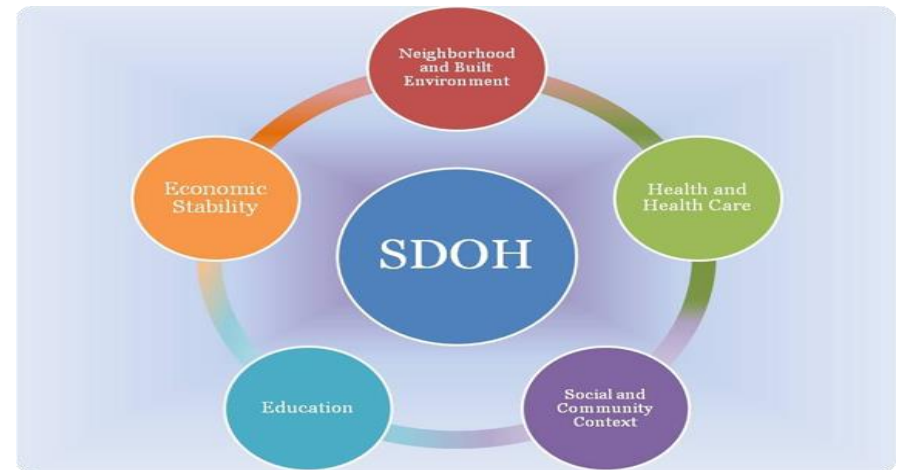 Neighborhood
and Built
Environment
Economic
Stability
Health and
Health Care
SDOH
Education
Social and
Community
Context